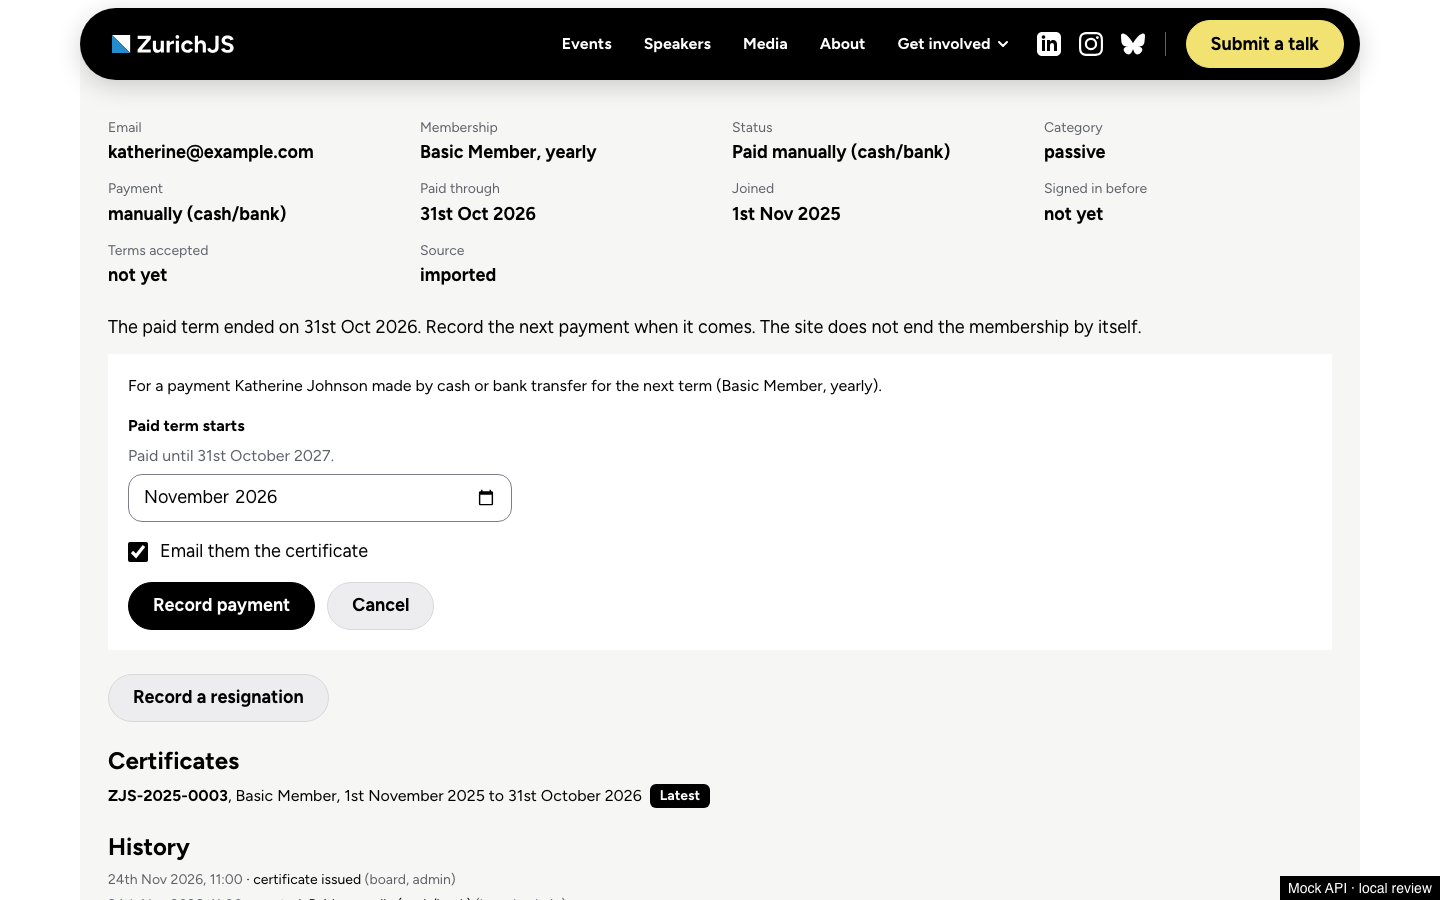 ZurichJS
Events
Speakers
Media
About
Get involved
Submit a talk
Email
katherine@example.com
Membership
Basic Member, yearly
Status
Paid manually (cash/bank)
Category
passive
Payment
manually (cash/bank)
Paid through
31st Oct 2026
Joined
1st Nov 2025
Signed in before
not yet
Terms accepted
not yet
Source
imported
The paid term ended on 31st Oct 2026. Record the next payment when it comes. The site does not end the membership by itself.
For a payment Katherine Johnson made by cash or bank transfer for the next term (Basic Member, yearly).
Paid term starts
Paid until 31st October 2027.
November 2026
Email them the certificate
Record payment
Cancel
Record a resignation
Certificates
ZJS-2025-0003, Basic Member, 1st November 2025 to 31st October 2026
Latest
History
24th Nov 2026, 11:00 · certificate issued (board, admin)
Mock API · local review